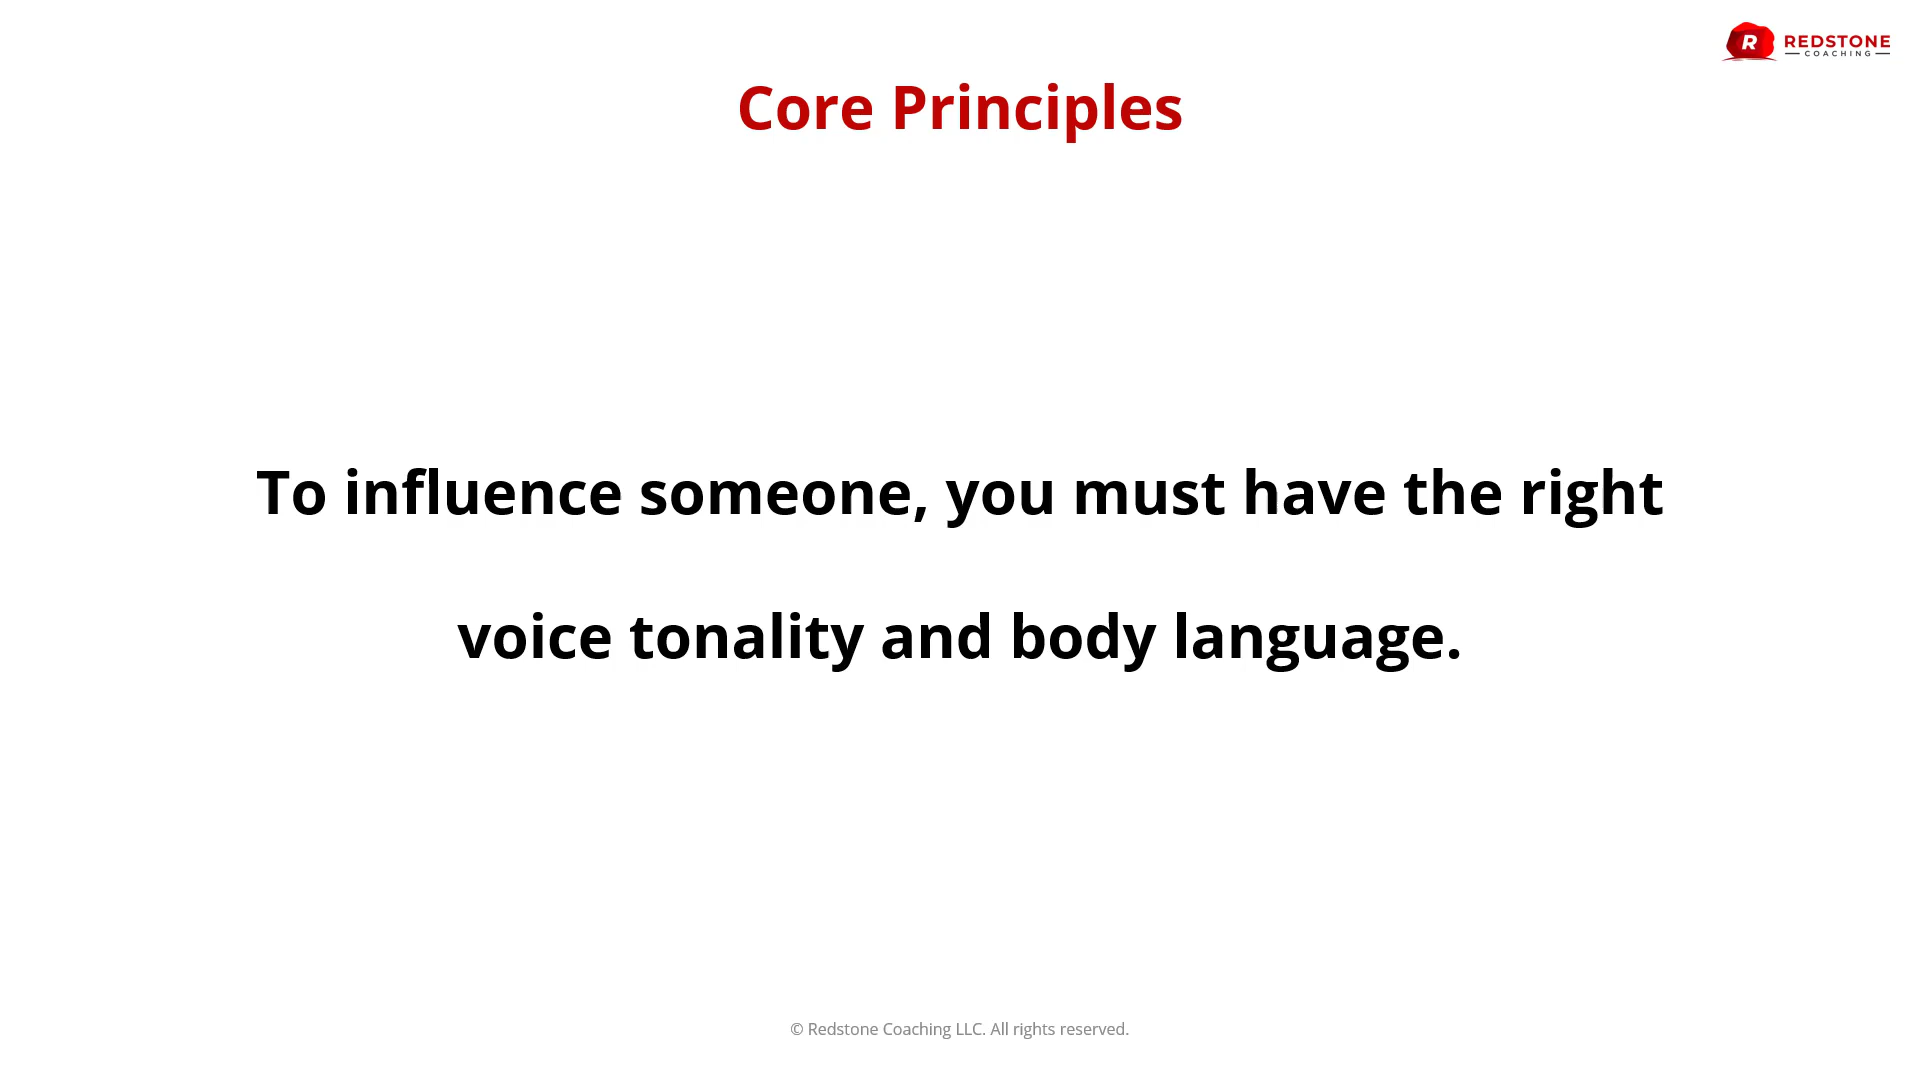 R REDSTONE
COACHING
Core Principles
To influence someone, you must have the right
voice tonality and body language.
© Redstone Coaching LLC. All rights reserved.